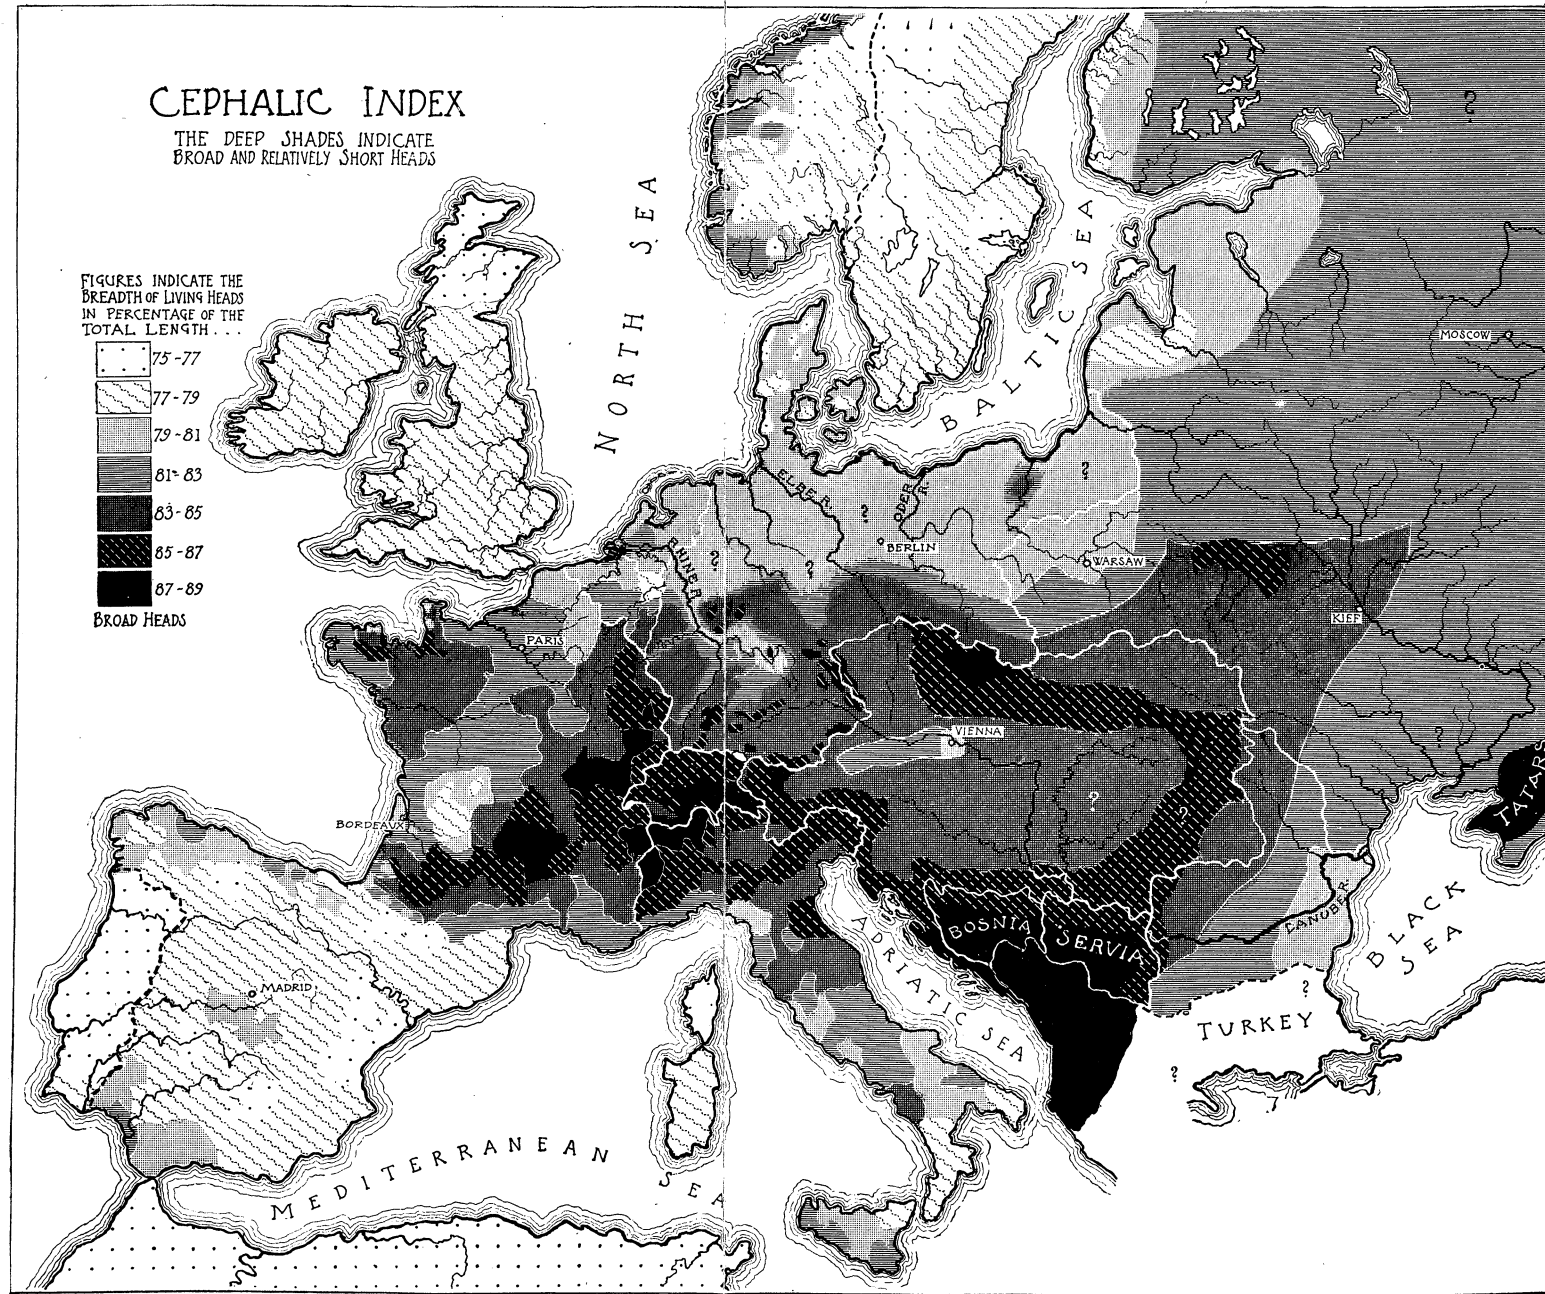 CEPHALIC INDEX
THE DEEP SHADES INDICATE
BROAD AND RELATIVELY SHORT HEADS
FIGURES INDICATE THE
BREADTH OF LIVING HEADS
IN PERCENTAGE OF THE
TOTAL LENGTH...
75-77
77-79
79-81
81-83
83-85
85-87
87-89
BROAD HEADS
NORTH SEA
BALTIC SEA
?
MOSCOW
ELBE R.
ODER R.
?
?
BERLIN
RHINE R.
?
?
WARSAW
KIEF
PARIS
VIENNA
?
?
?
TATARS
BORDEAUX
BOSNIA
SERVIA
DANUBE R.
BLACK
SEA
ADRIATIC SEA
MADRID
?
TURKEY
?
MEDITERRANEAN
SEA